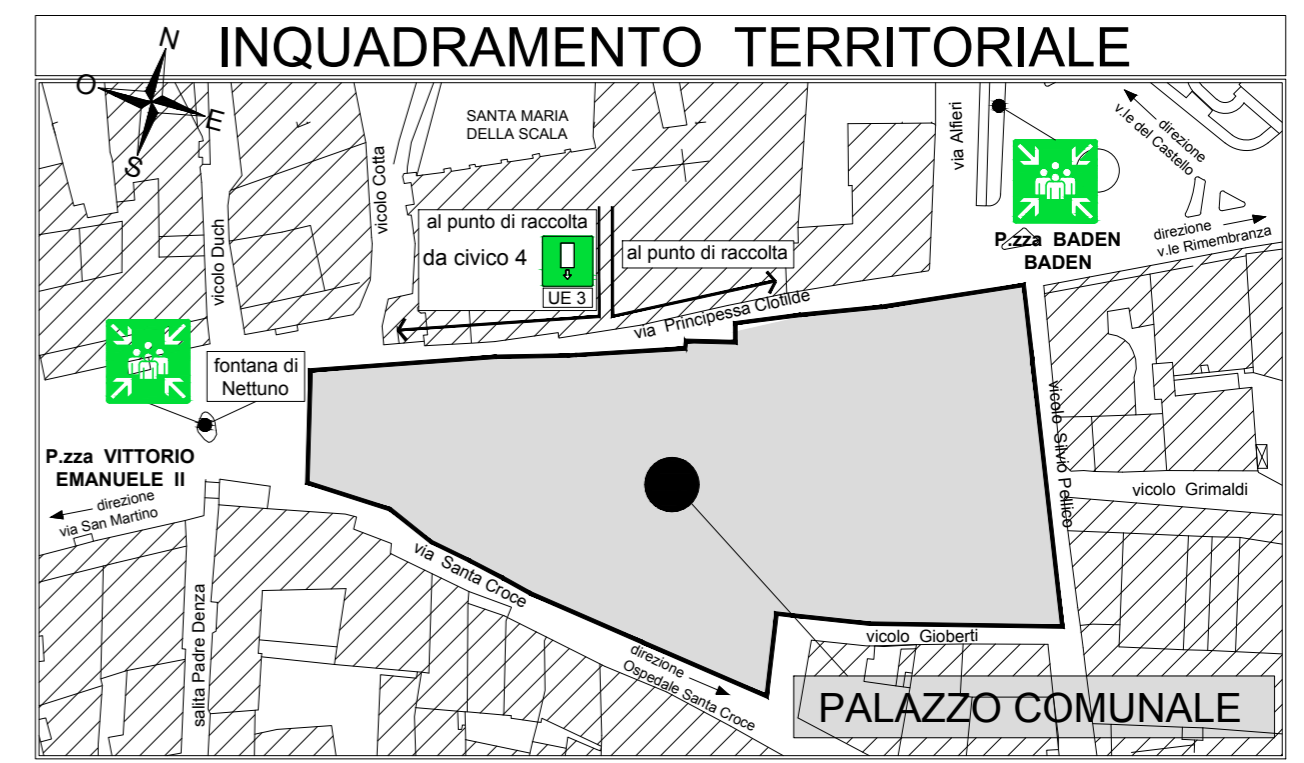 INQUADRAMENTO TERRITORIALE
N
O
E
S
SANTA MARIA
DELLA SCALA
vicolo Duch
vicolo Cotta
al punto di raccolta
da civico 4
UE 3
al punto di raccolta
via Principessa Clotilde
via Alfieri
direzione
v.le del Castello
P.zza BADEN
BADEN
direzione
v.le Rimembranza
fontana di
Nettuno
P.zza VITTORIO
EMANUELE II
direzione
via San Martino
salita Padre Denza
via Santa Croce
direzione
Ospedale Santa Croce
vicolo Silvio Pellico
vicolo Grimaldi
vicolo Gioberti
PALAZZO COMUNALE